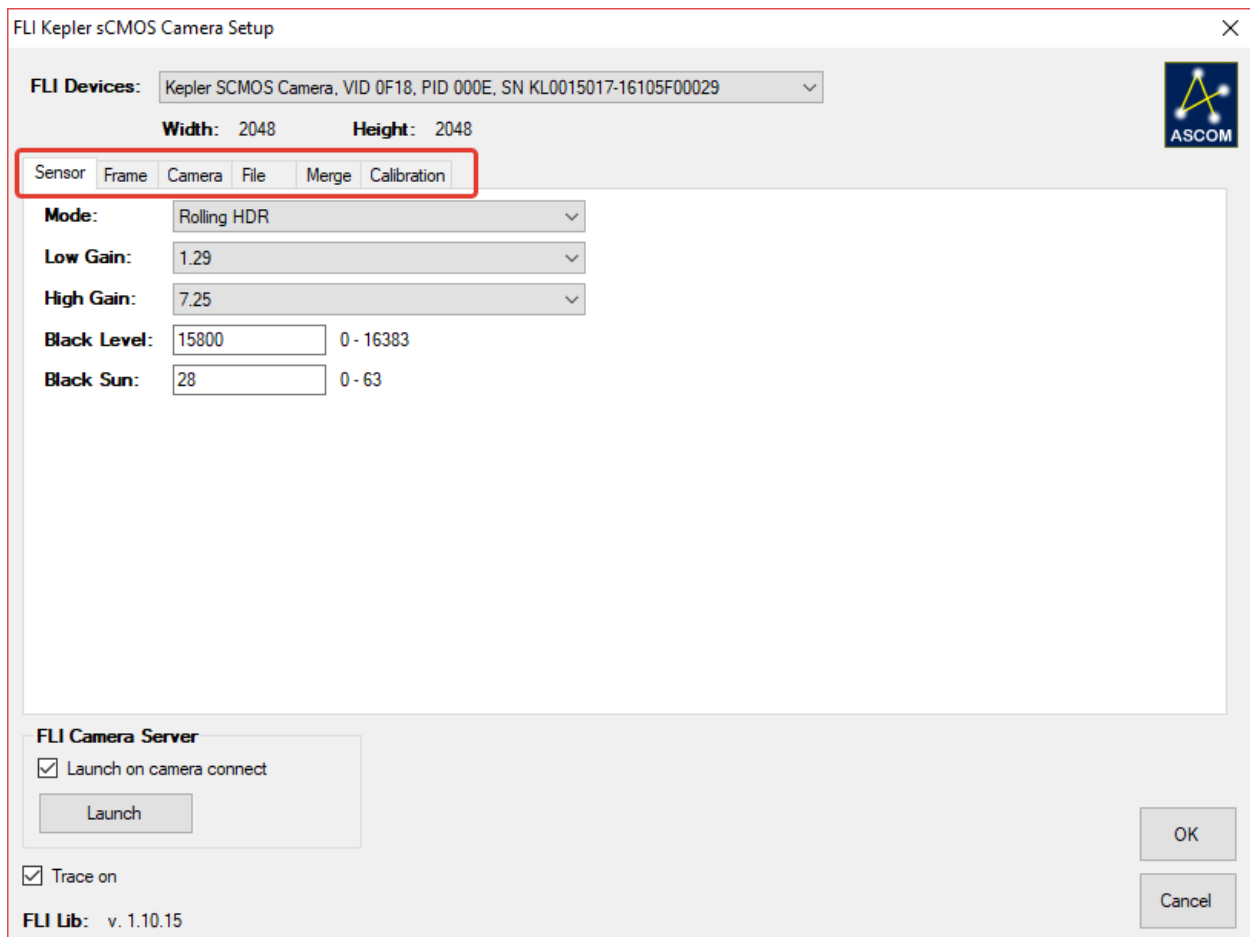 FLI Kepler sCMOS Camera Setup
FLI Devices: Kepler SCMOS Camera, VID 0F18, PID 000E, SN KL0015017-16105F00029
ASCOM
Width: 2048 Height: 2048
Sensor Frame Camera File Merge Calibration
Mode: Rolling HDR
Low Gain: 1.29
High Gain: 7.25
Black Level: 15800 0 - 16383
Black Sun: 28 0 - 63
FLI Camera Server
Launch on camera connect
Launch
OK
Trace on
Cancel
FLI Lib: v. 1.10.15